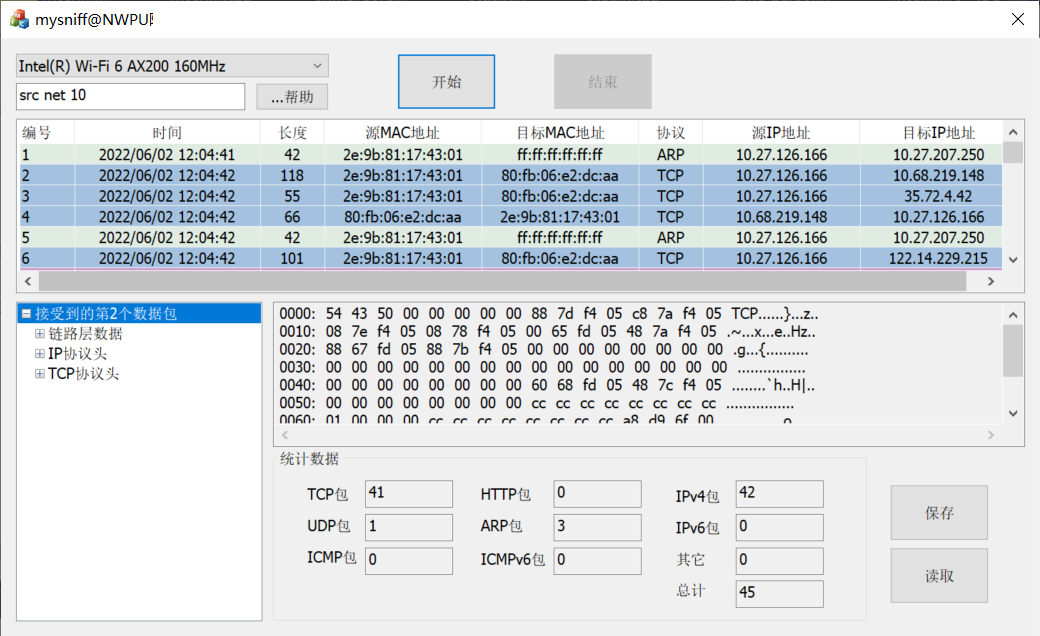 mysniff@NWPU
Intel(R) Wi-Fi 6 AX200 160MHz
开始
结束
src net 10
...帮助
编号 时间 长度 源MAC地址 目标MAC地址 协议 源IP地址 目标IP地址
1 2022/06/02 12:04:41 42 2e:9b:81:17:43:01 ff:ff:ff:ff:ff:ff ARP 10.27.126.166 10.27.207.250
2 2022/06/02 12:04:42 118 2e:9b:81:17:43:01 80:fb:06:e2:dc:aa TCP 10.27.126.166 10.68.219.148
3 2022/06/02 12:04:42 55 2e:9b:81:17:43:01 80:fb:06:e2:dc:aa TCP 10.27.126.166 35.72.4.42
4 2022/06/02 12:04:42 66 80:fb:06:e2:dc:aa 2e:9b:81:17:43:01 TCP 10.68.219.148 10.27.126.166
5 2022/06/02 12:04:42 42 2e:9b:81:17:43:01 ff:ff:ff:ff:ff:ff ARP 10.27.126.166 10.27.207.250
6 2022/06/02 12:04:42 101 2e:9b:81:17:43:01 80:fb:06:e2:dc:aa TCP 10.27.126.166 122.14.229.215
接受到的第2个数据包
链路层数据
IP协议头
TCP协议头
0000: 54 43 50 00 00 00 00 00 88 7d f4 05 c8 7a f4 05 TCP......}...z..
0010: 08 7e f4 05 08 78 f4 05 00 65 fd 05 48 7a f4 05 .~...x...e..Hz..
0020: 88 67 fd 05 88 7b f4 05 00 00 00 00 00 00 00 00 .g...{..........
0030: 00 00 00 00 00 00 00 00 00 00 00 00 00 00 00 00 ................
0040: 00 00 00 00 00 00 00 00 60 68 fd 05 48 7c f4 05 ........`h..H|..
0050: 00 00 00 00 00 00 00 00 cc cc cc cc cc cc cc cc ................
0060: 01 00 00 00 cc cc cc cc cc cc cc cc a8 d9 6f 00 ..............o.
统计数据
TCP包 41 HTTP包 0 IPv4包 42
UDP包 1 ARP包 3 IPv6包 0
ICMP包 0 ICMPv6包 0 其它 0
总计 45
保存
读取